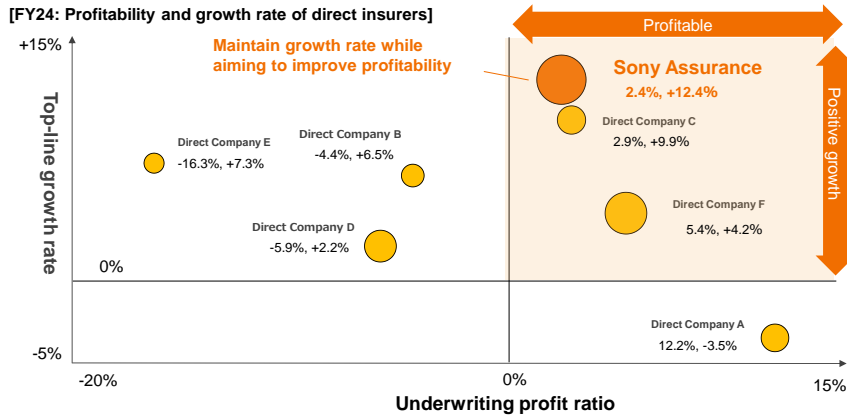 [FY24: Profitability and growth rate of direct insurers]
Profitable
+15%
Maintain growth rate while
aiming to improve profitability
Sony Assurance
2.4%, +12.4%
Direct Company C
2.9%, +9.9%
Direct Company B
-4.4%, +6.5%
Direct Company E
-16.3%, +7.3%
Direct Company F
5.4%, +4.2%
Direct Company D
-5.9%, +2.2%
Positive growth
Top-line growth rate
0%
Direct Company A
12.2%, -3.5%
-5%
-20%
0%
15%
Underwriting profit ratio